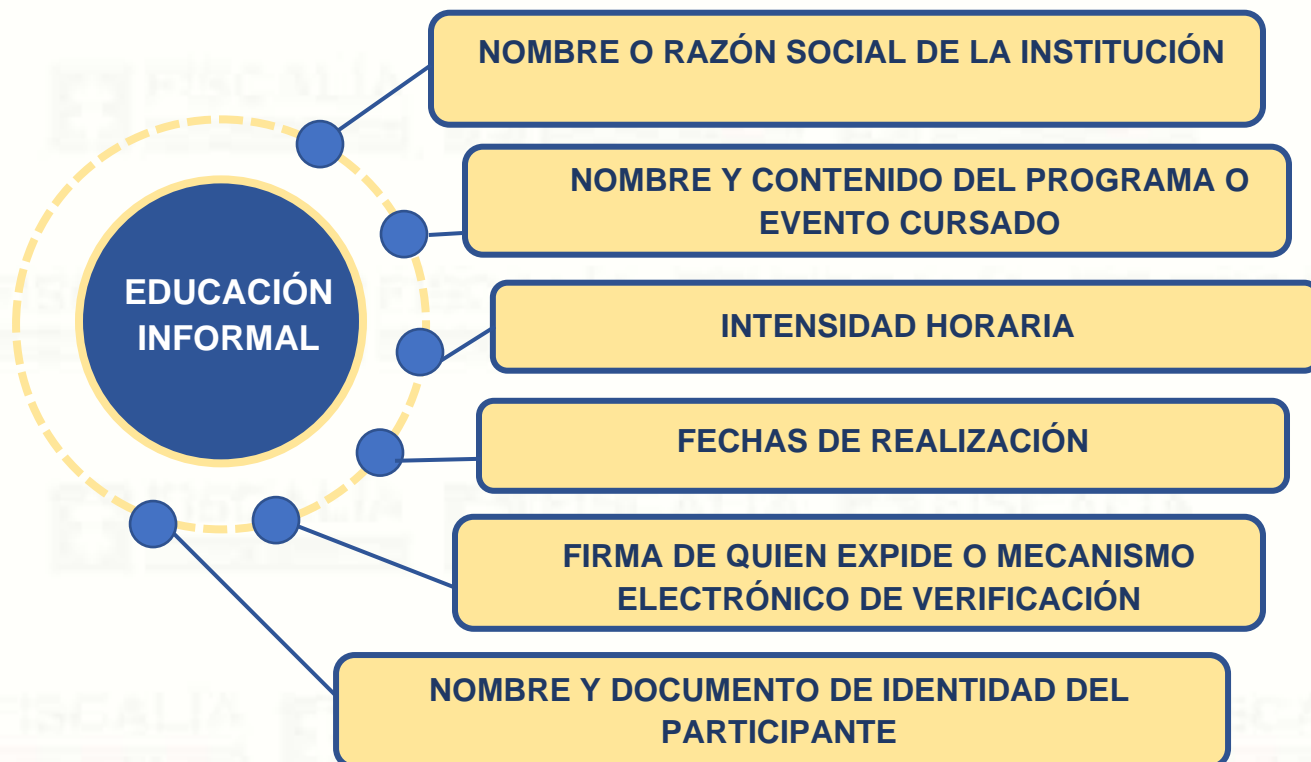 NOMBRE O RAZÓN SOCIAL DE LA INSTITUCIÓN
NOMBRE Y CONTENIDO DEL PROGRAMA O
EVENTO CURSADO
EDUCACIÓN
INFORMAL
INTENSIDAD HORARIA
FECHAS DE REALIZACIÓN
FIRMA DE QUIEN EXPIDE O MECANISMO
ELECTRÓNICO DE VERIFICACIÓN
NOMBRE Y DOCUMENTO DE IDENTIDAD DEL
PARTICIPANTE